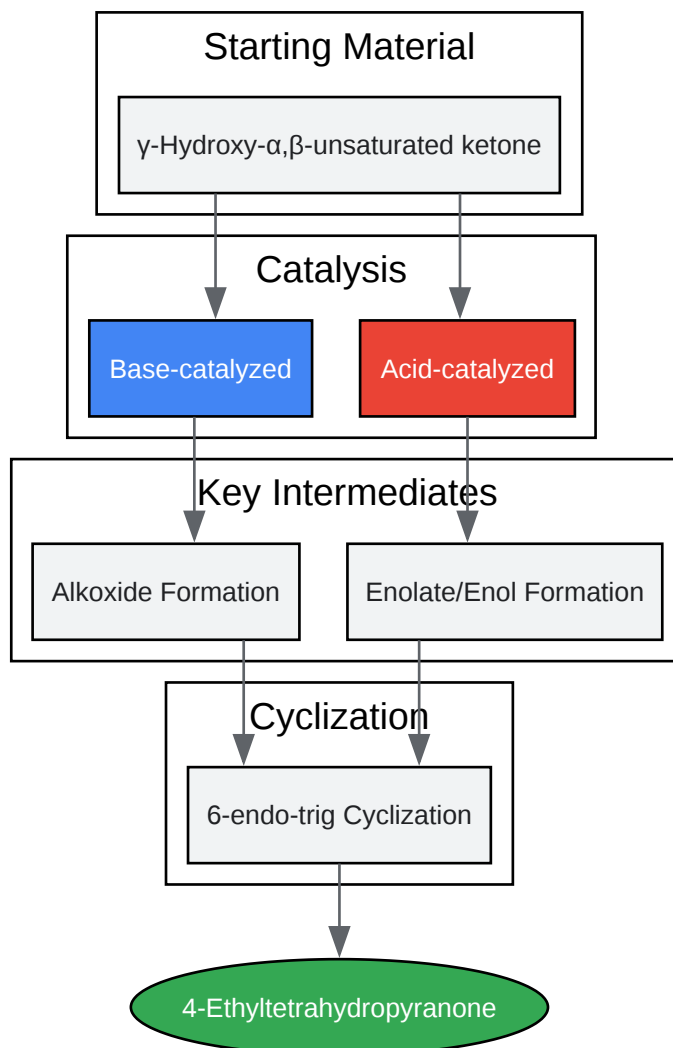 Starting Material
γ-Hydroxy-α,β-unsaturated ketone
Catalysis
Base-catalyzed
Acid-catalyzed
Key Intermediates
Alkoxide Formation
Enolate/Enol Formation
Cyclization
6-endo-trig Cyclization
4-Ethyltetrahydropyranone